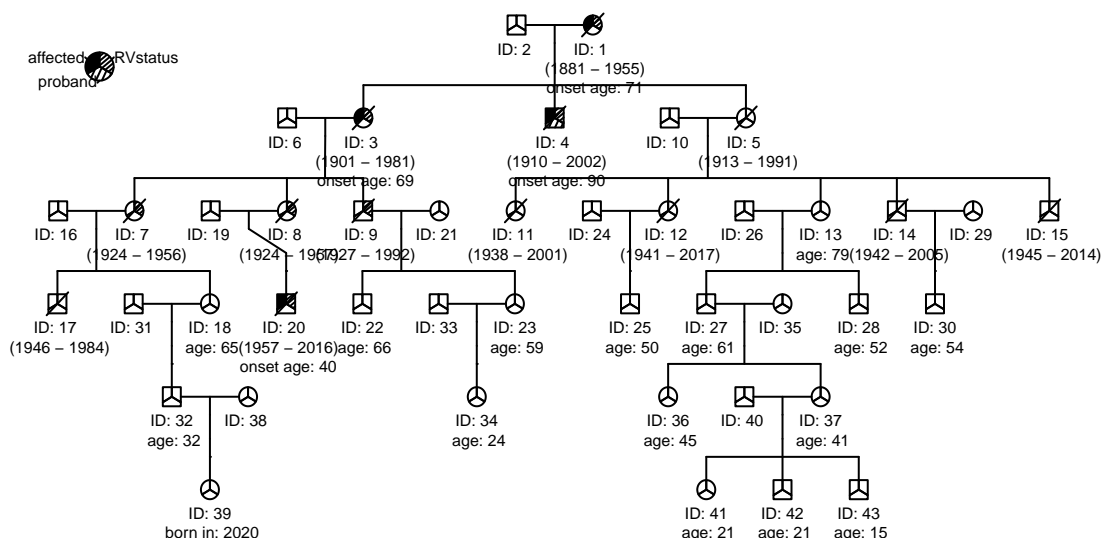 affected RVstatus
proband
ID: 2 ID: 1
(1881 – 1955)
onset age: 71
ID: 6 ID: 3 ID: 4 ID: 10 ID: 5
(1901 – 1981) (1910 – 2002) (1913 – 1991)
onset age: 69 onset age: 90
ID: 16 ID: 7 ID: 19 ID: 8 ID: 9 ID: 21 ID: 11 ID: 24 ID: 12 ID: 26 ID: 13 ID: 14 ID: 29 ID: 15
(1924 – 1956) (1924 – 1967) (1927 – 1992) (1938 – 2001) (1941 – 2017) age: 79 (1942 – 2005) (1945 – 2014)
ID: 17 ID: 31 ID: 18 ID: 20 ID: 22 ID: 33 ID: 23 ID: 25 ID: 27 ID: 35 ID: 28 ID: 30
(1946 – 1984) age: 65 (1957 – 2016) age: 66 age: 59 age: 50 age: 61 age: 52 age: 54
onset age: 40
ID: 32 ID: 38 ID: 34 ID: 36 ID: 40 ID: 37
age: 32 age: 24 age: 45 age: 41
ID: 39 ID: 41 ID: 42 ID: 43
born in: 2020 age: 21 age: 21 age: 15